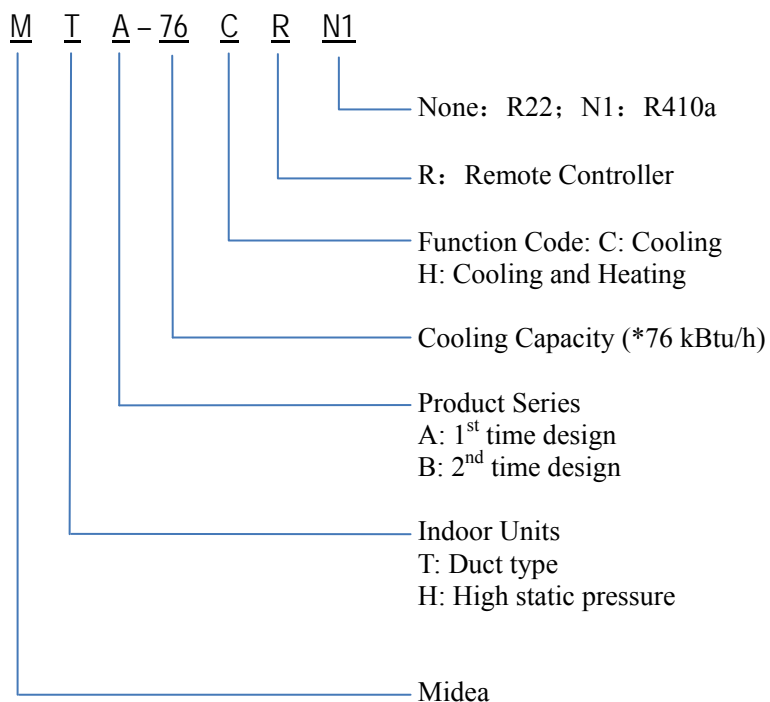 M T A – 76 C R N1
None： R22； N1： R410a
R： Remote Controller
Function Code: C: Cooling
H: Cooling and Heating
Cooling Capacity (*76 kBtu/h)
Product Series
A: 1st time design
B: 2nd time design
Indoor Units
T: Duct type
H: High static pressure
Midea